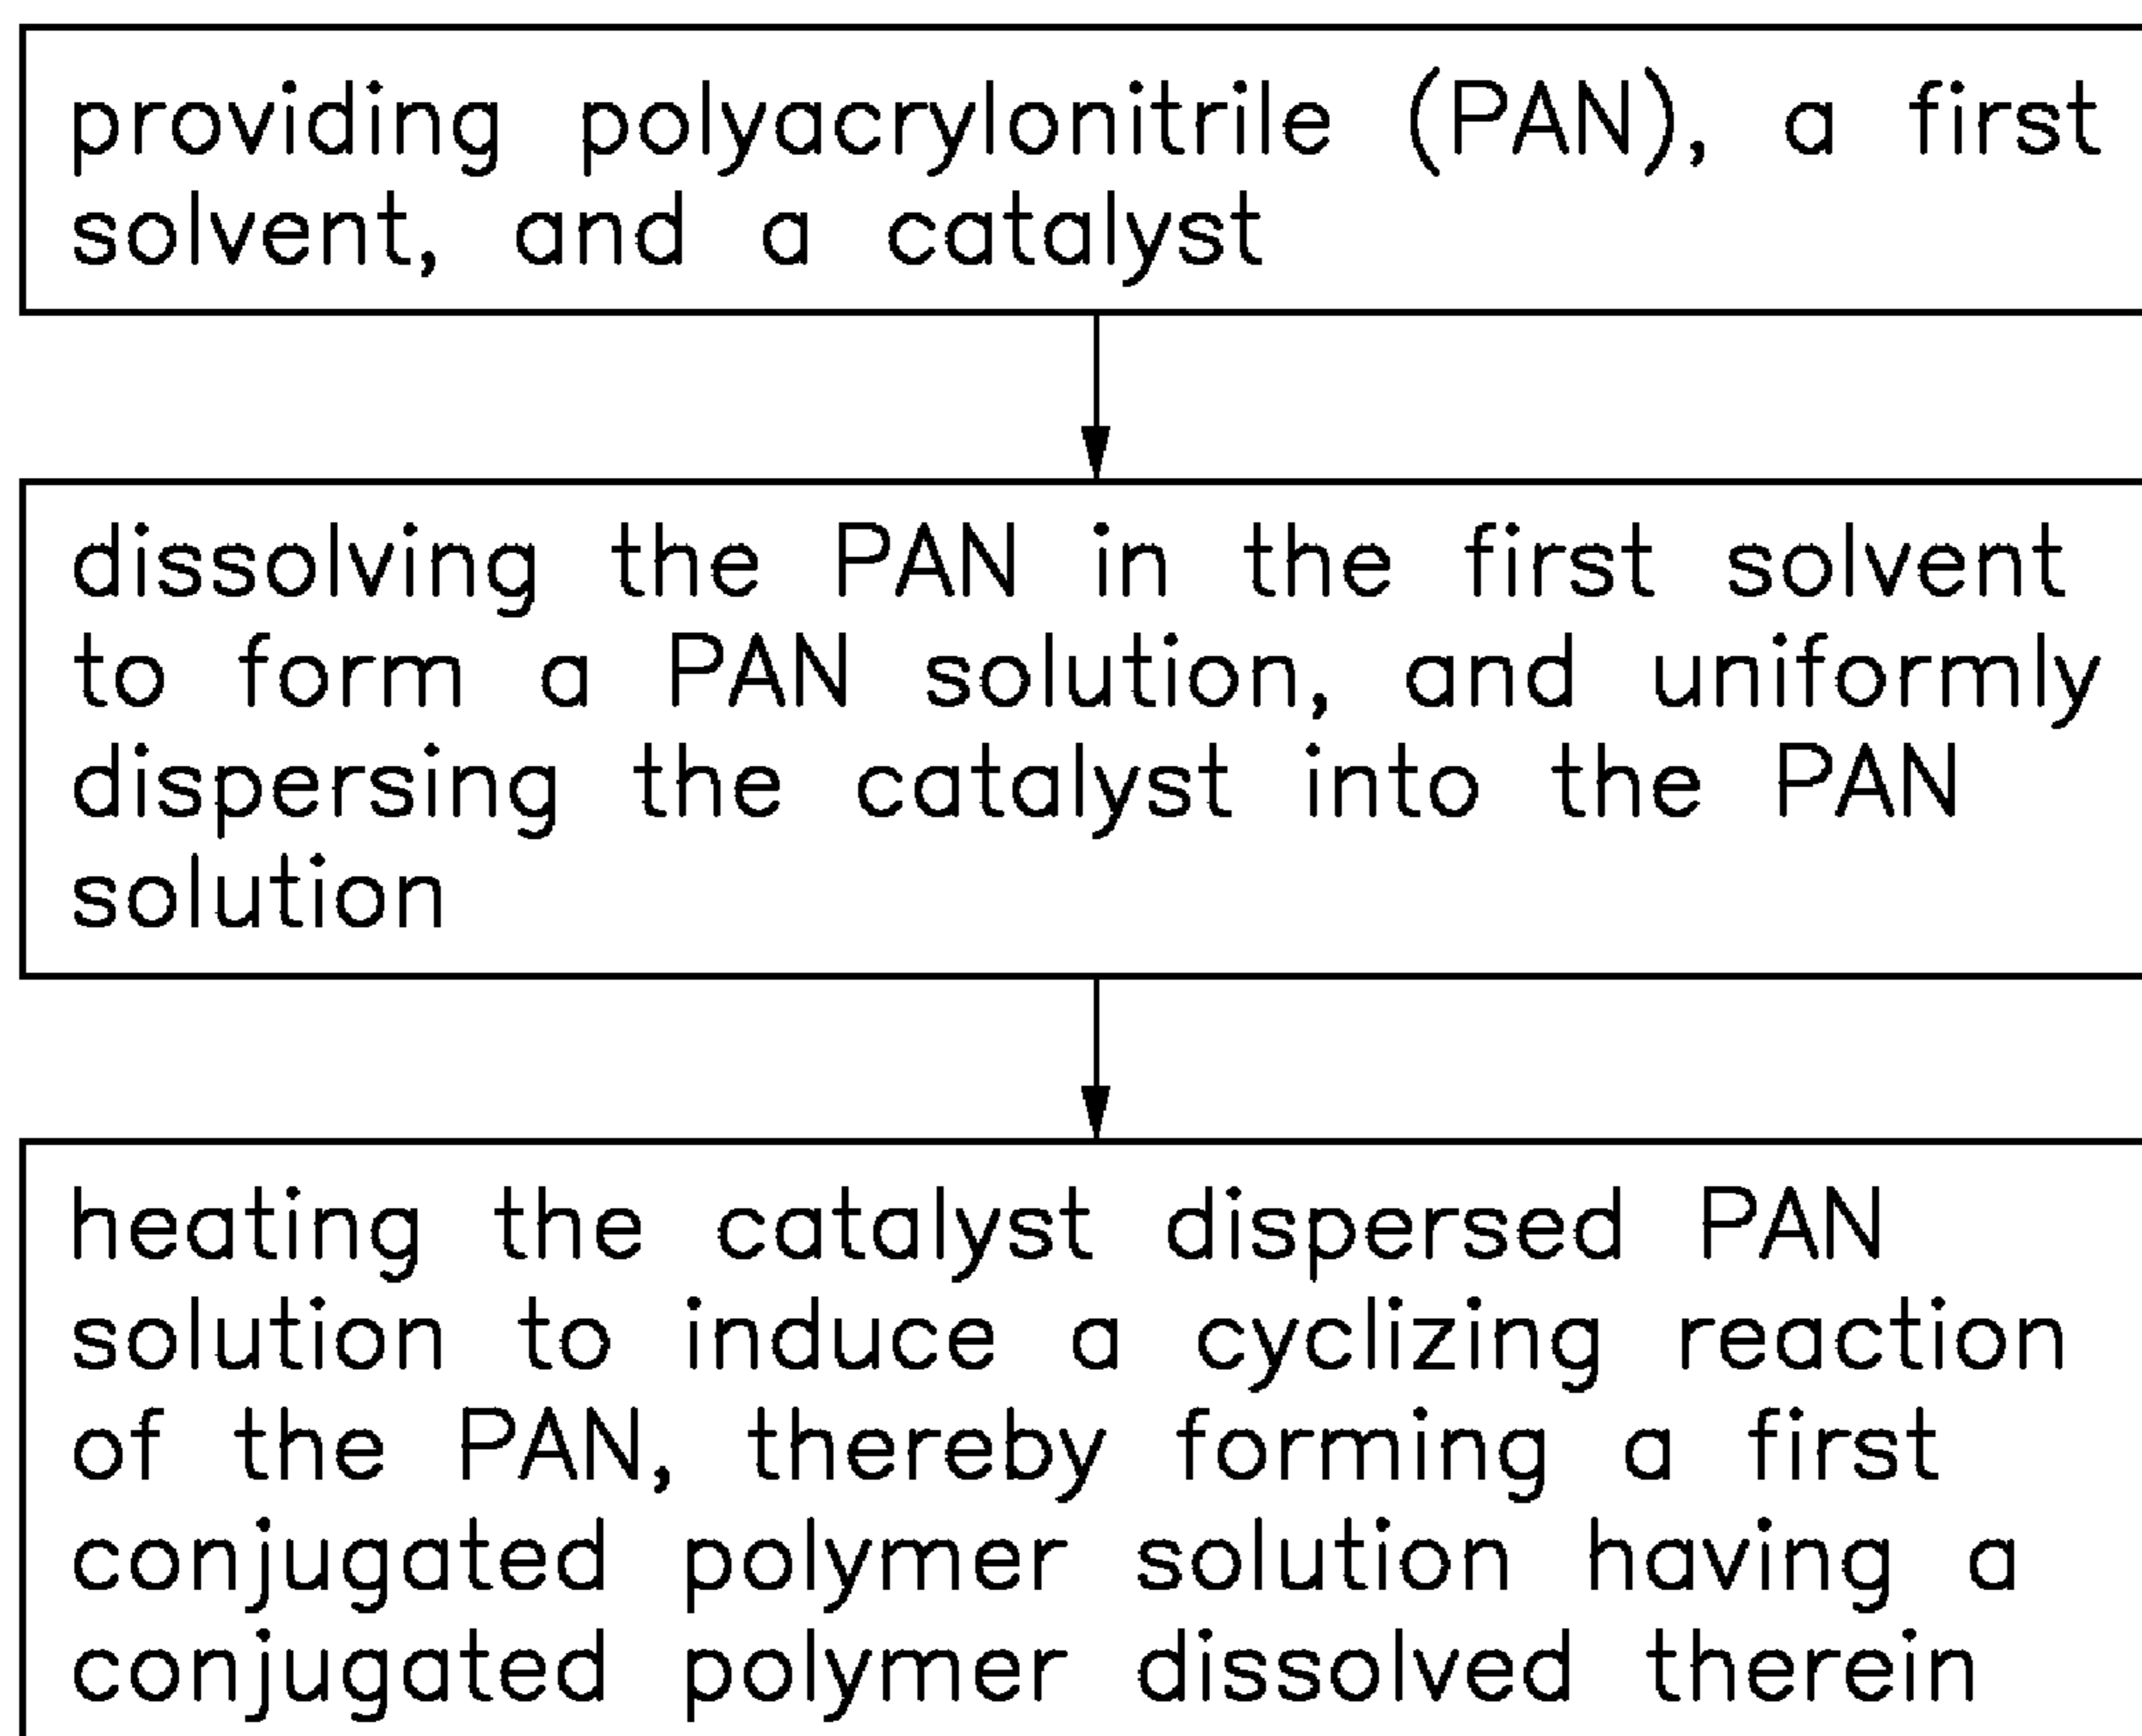 providing polyacrylonitrile (PAN), a first
solvent, and a catalyst
dissolving the PAN in the first solvent
to form a PAN solution, and uniformly
dispersing the catalyst into the PAN
solution
heating the catalyst dispersed PAN
solution to induce a cyclizing reaction
of the PAN, thereby forming a first
conjugated polymer solution having a
conjugated polymer dissolved therein